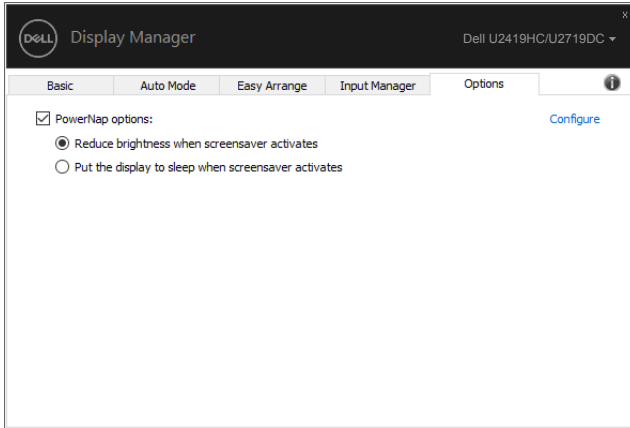 x
DELL Display Manager Dell U2419HC/U2719DC
Basic Auto Mode Easy Arrange Input Manager Options i
PowerNap options: Configure
Reduce brightness when screensaver activates
Put the display to sleep when screensaver activates